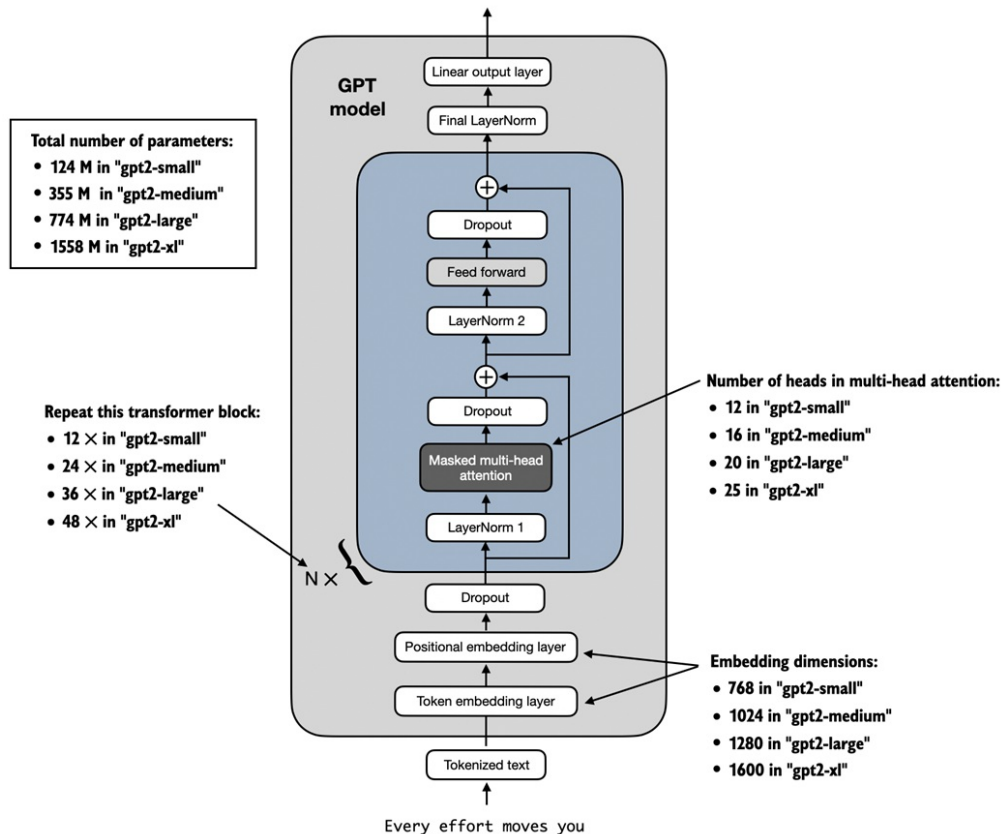 Linear output layer
GPT
model
Final LayerNorm
Total number of parameters:
• 124 M in "gpt2-small"
• 355 M in "gpt2-medium"
• 774 M in "gpt2-large"
• 1558 M in "gpt2-xl"
+
Dropout
Feed forward
LayerNorm 2
+
Dropout
Masked multi-head
attention
LayerNorm 1
Number of heads in multi-head attention:
• 12 in "gpt2-small"
• 16 in "gpt2-medium"
• 20 in "gpt2-large"
• 25 in "gpt2-xl"
Repeat this transformer block:
• 12 × in "gpt2-small"
• 24 × in "gpt2-medium"
• 36 × in "gpt2-large"
• 48 × in "gpt2-xl"
N × {
Dropout
Positional embedding layer
Token embedding layer
Embedding dimensions:
• 768 in "gpt2-small"
• 1024 in "gpt2-medium"
• 1280 in "gpt2-large"
• 1600 in "gpt2-xl"
Tokenized text
Every effort moves you